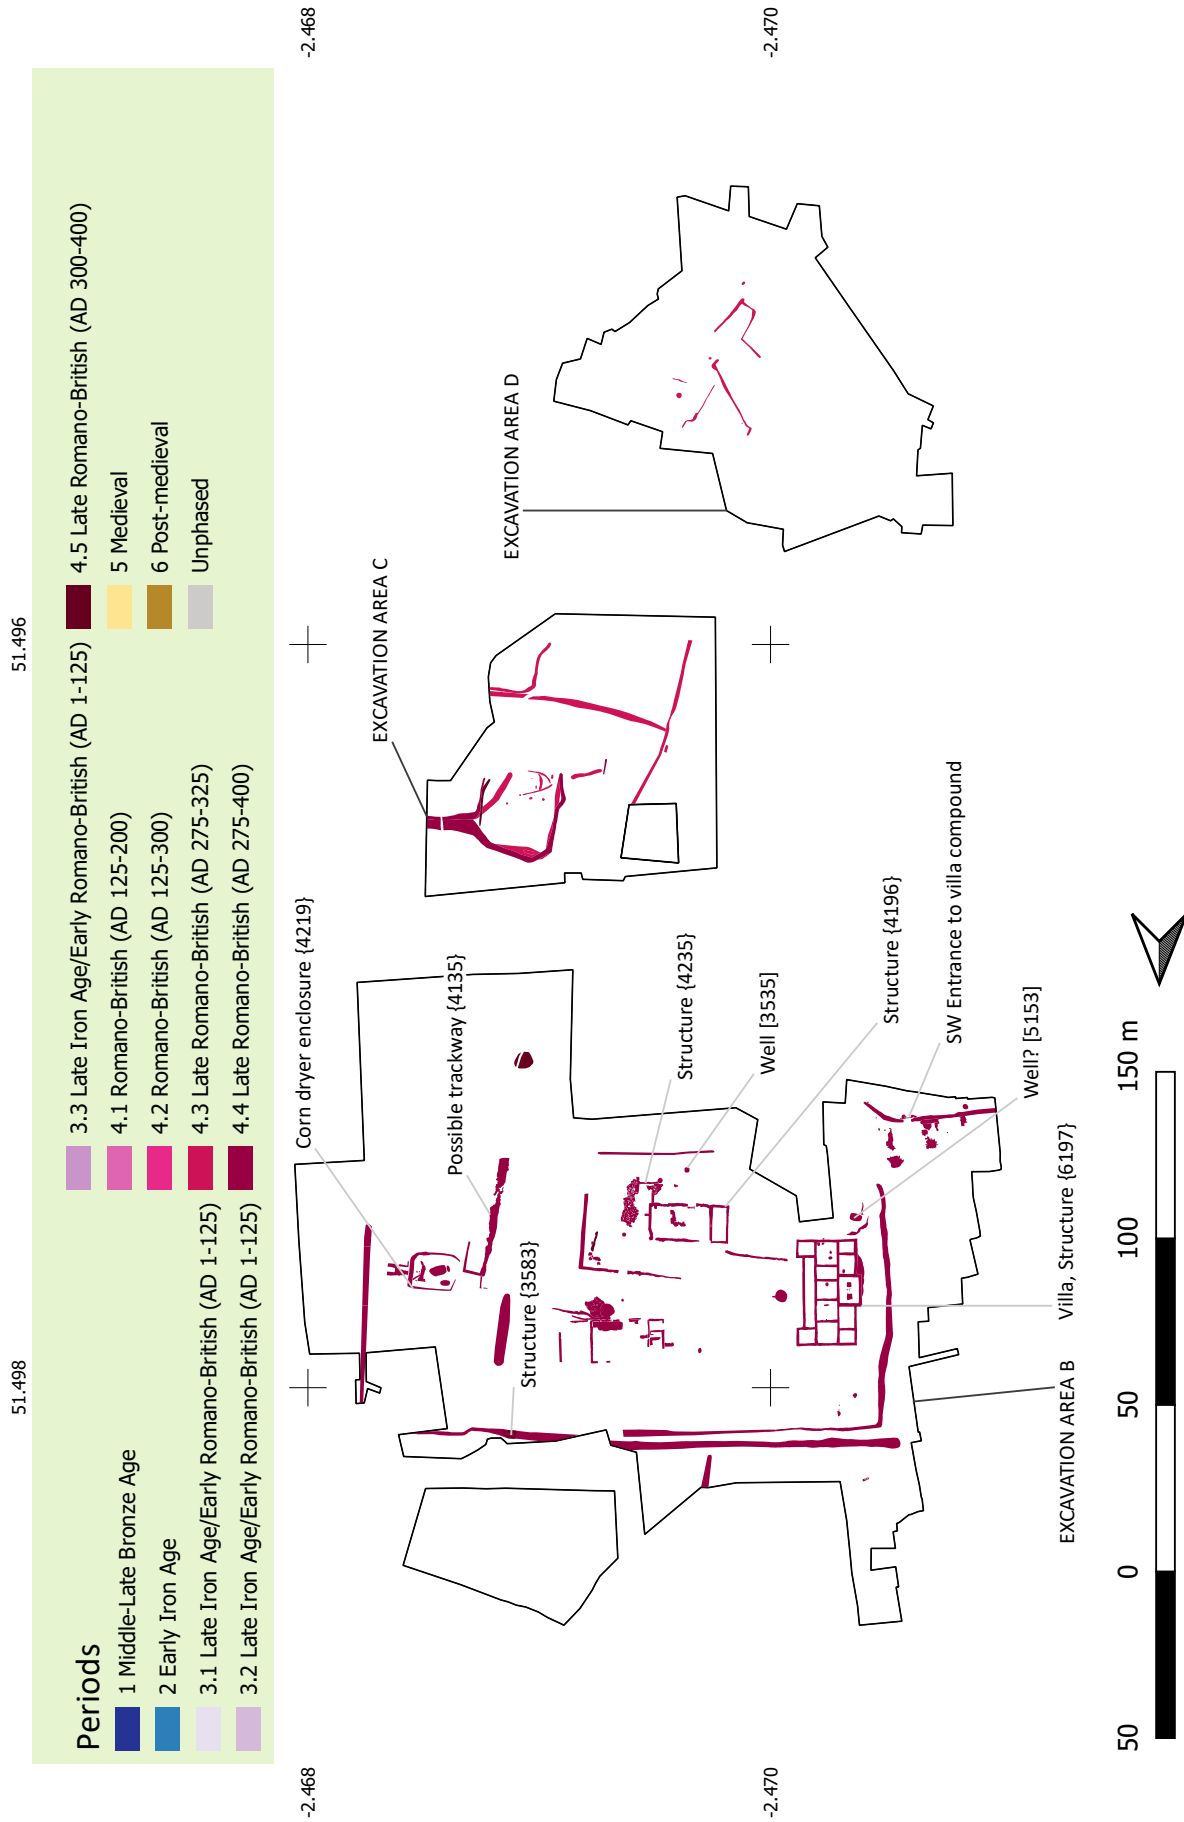 51.498
51.496
Periods
1 Middle-Late Bronze Age
2 Early Iron Age
3.1 Late Iron Age/Early Romano-British (AD 1-125)
3.2 Late Iron Age/Early Romano-British (AD 1-125)
3.3 Late Iron Age/Early Romano-British (AD 1-125)
4.1 Romano-British (AD 125-200)
4.2 Romano-British (AD 125-300)
4.3 Late Romano-British (AD 275-325)
4.4 Late Romano-British (AD 275-400)
4.5 Late Romano-British (AD 300-400)
5 Medieval
6 Post-medieval
Unphased
-2.468
-2.468
Corn dryer enclosure {4219}
EXCAVATION AREA C
Possible trackway {4135}
EXCAVATION AREA D
Structure {3583}
Structure {4235}
Well [3535]
-2.470
-2.470
Structure {4196}
SW Entrance to villa compound
Well? [5153]
Villa, Structure {6197}
EXCAVATION AREA B
50
0
50
100
150 m